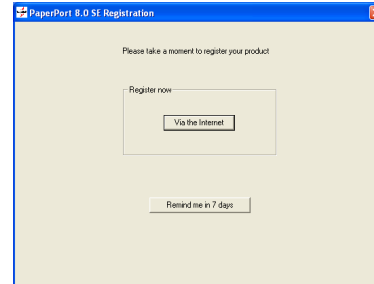 PaperPort 8.0 SE Registration
Please take a moment to register your product
Register now
Via the Internet
Remind me in 7 days